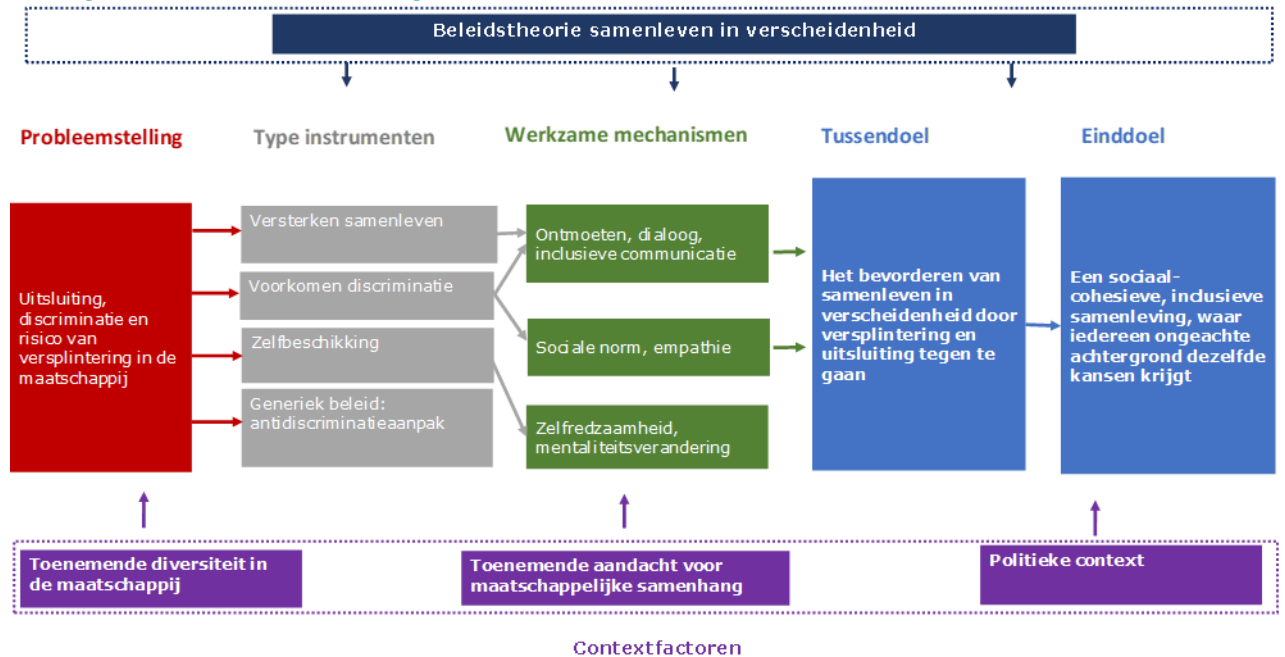 Beleidstheorie samenleven in verscheidenheid
Probleemstelling
Type instrumenten
Werkzame mechanismen
Tussendoel
Einddoel
Uitsluiting,
discriminatie en
risico van
versplintering in de
maatschappij
Versterken samenleven
Voorkomen discriminatie
Zelfbeschikking
Generiek beleid:
antidiscriminatieaanpak
Ontmoeten, dialoog,
inclusieve communicatie
Sociale norm, empathie
Zelfredzaamheid,
mentaliteitsverandering
Het bevorderen van
samenleven in
verscheidenheid door
versplintering en
uitsluiting tegen te
gaan
Een sociaal-
cohesieve, inclusieve
samenleving, waar
iedereen ongeachte
achtergrond dezelfde
kansen krijgt
Toenemende diversiteit in
de maatschappij
Toenemende aandacht voor
maatschappelijke samenhang
Politieke context
Contextfactoren